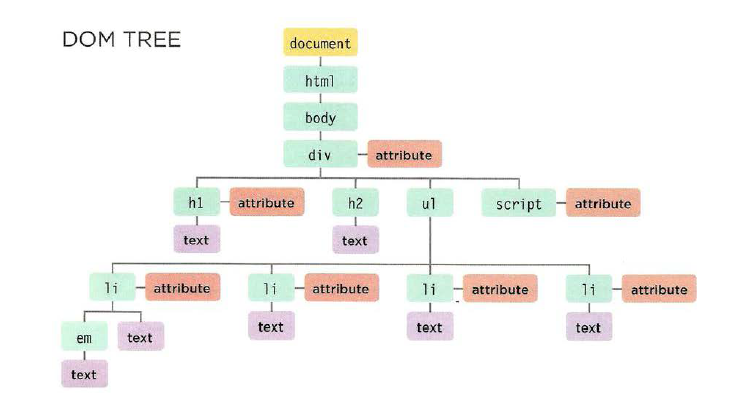 DOM TREE
document
html
body
div attribute
h1 attribute h2 ul script attribute
text text
li attribute li attribute li attribute li attribute
em text text text text
text